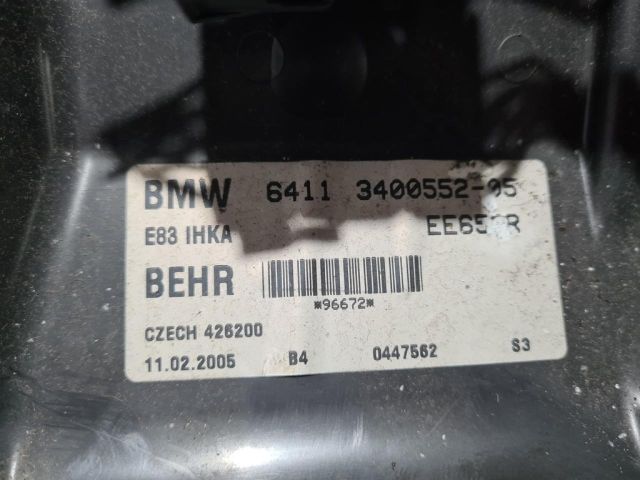 BMW 6411 3400552-05
E83 IHKA
BEHR
*96672*
CZECH 426200
11.02.2005 B4 0447562 S3